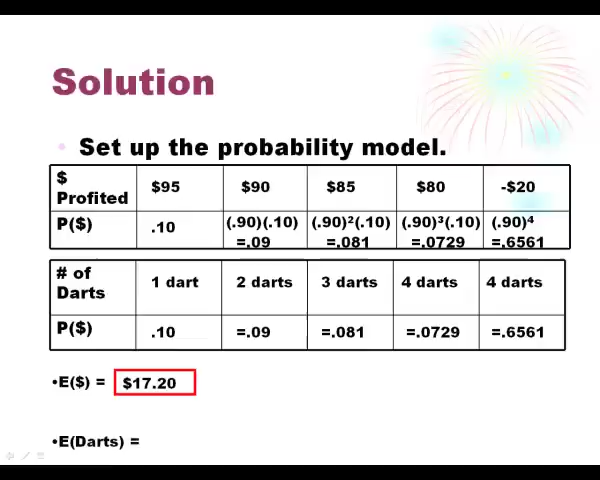 Solution
• Set up the probability model.
$ Profited $95 $90 $85 $80 -$20
P($) .10 (.90)(.10) =.09 (.90)²(.10) =.081 (.90)³(.10) =.0729 (.90)⁴ =.6561
# of Darts 1 dart 2 darts 3 darts 4 darts 4 darts
P($) .10 =.09 =.081 =.0729 =.6561
•E($) = $17.20
•E(Darts) =